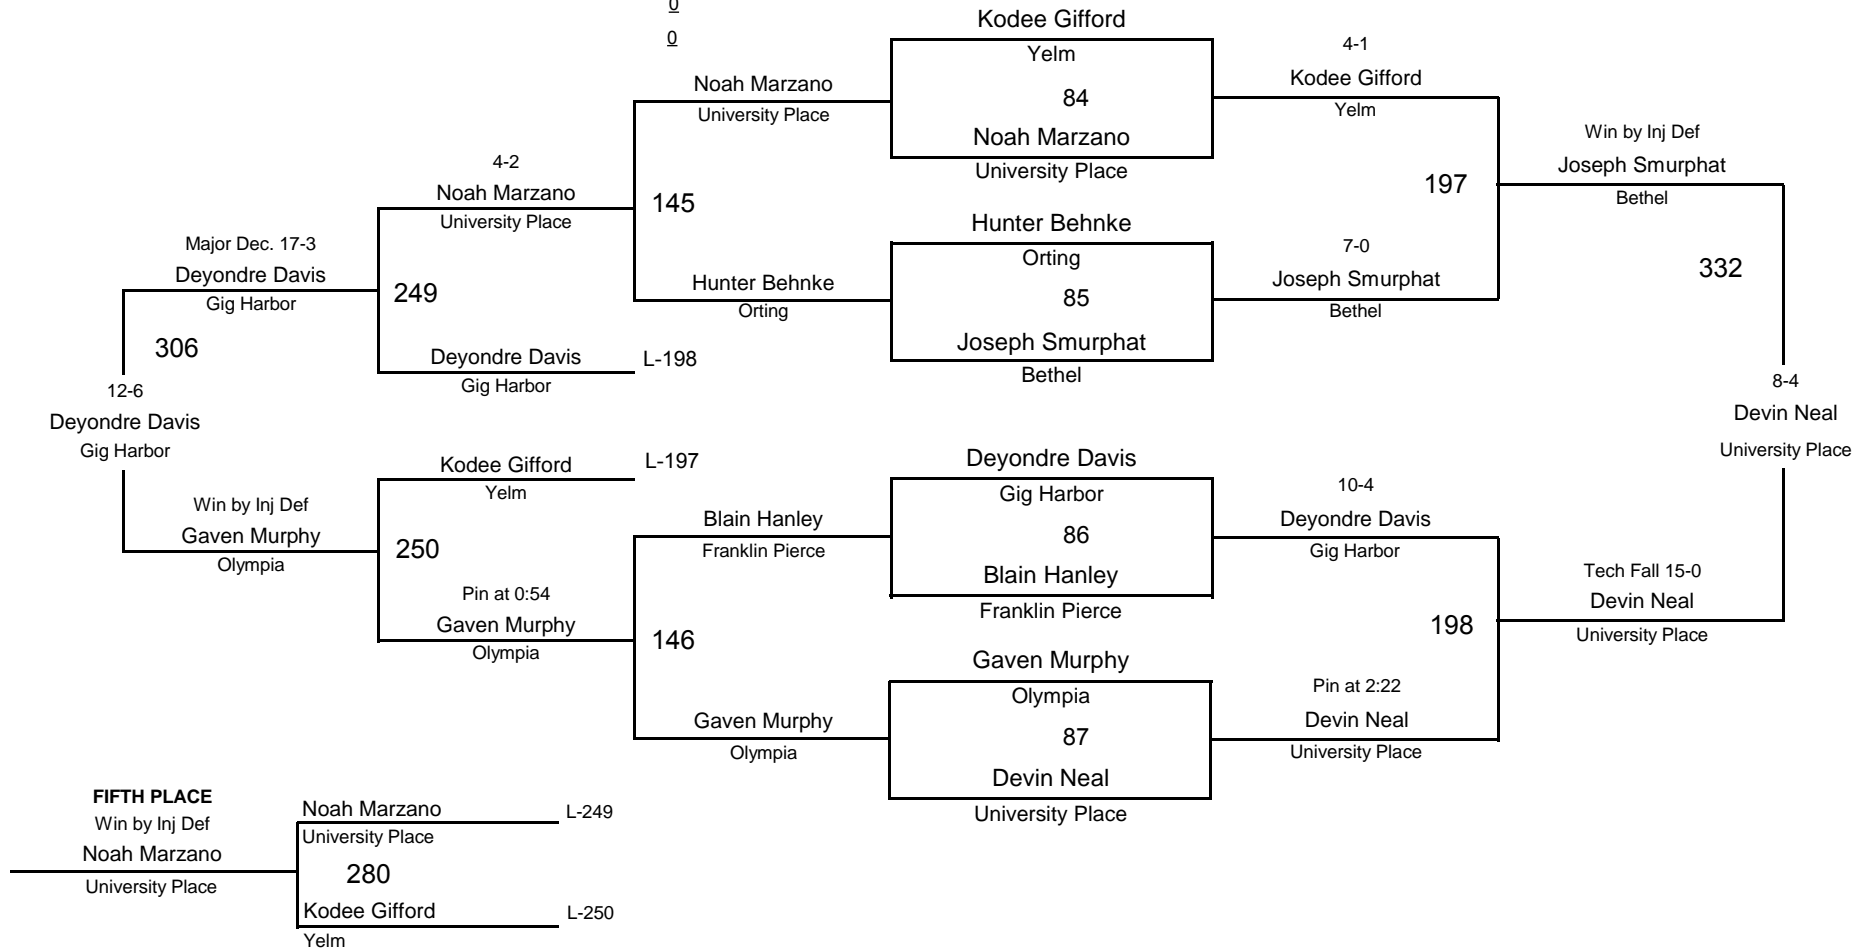 0
0
Kodee Gifford
Yelm
84
Noah Marzano
University Place
4-1
Kodee Gifford
Yelm
Noah Marzano
University Place
Win by Inj Def
Joseph Smurphat
Bethel
4-2
Noah Marzano
University Place
145
197
Hunter Behnke
Orting
85
Joseph Smurphat
Bethel
7-0
Joseph Smurphat
Bethel
332
Major Dec. 17-3
Deyondre Davis
Gig Harbor
249
Hunter Behnke
Orting
306
Deyondre Davis
Gig Harbor
L-198
12-6
Deyondre Davis
Gig Harbor
8-4
Devin Neal
University Place
Kodee Gifford
Yelm
L-197
Deyondre Davis
Gig Harbor
86
Blain Hanley
Franklin Pierce
10-4
Deyondre Davis
Gig Harbor
Win by Inj Def
Gaven Murphy
Olympia
250
Blain Hanley
Franklin Pierce
Pin at 0:54
Gaven Murphy
Olympia
146
198
Tech Fall 15-0
Devin Neal
University Place
Gaven Murphy
Olympia
87
Devin Neal
University Place
Pin at 2:22
Devin Neal
University Place
Gaven Murphy
Olympia
FIFTH PLACE
Win by Inj Def
Noah Marzano
University Place
Noah Marzano
University Place
L-249
280
Kodee Gifford
Yelm
L-250